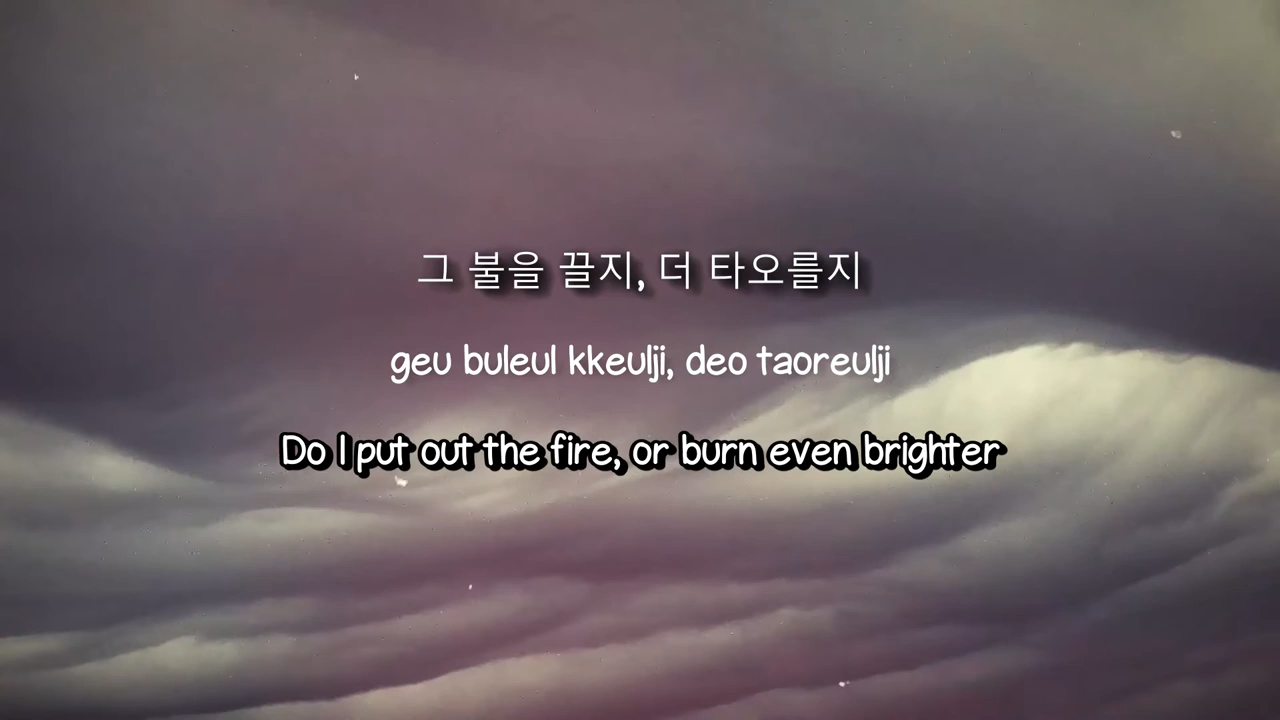 그 불을 끌지, 더 타오를지
geu buleul kkeulji, deo taoreulji
Do I put out the fire, or burn even brighter